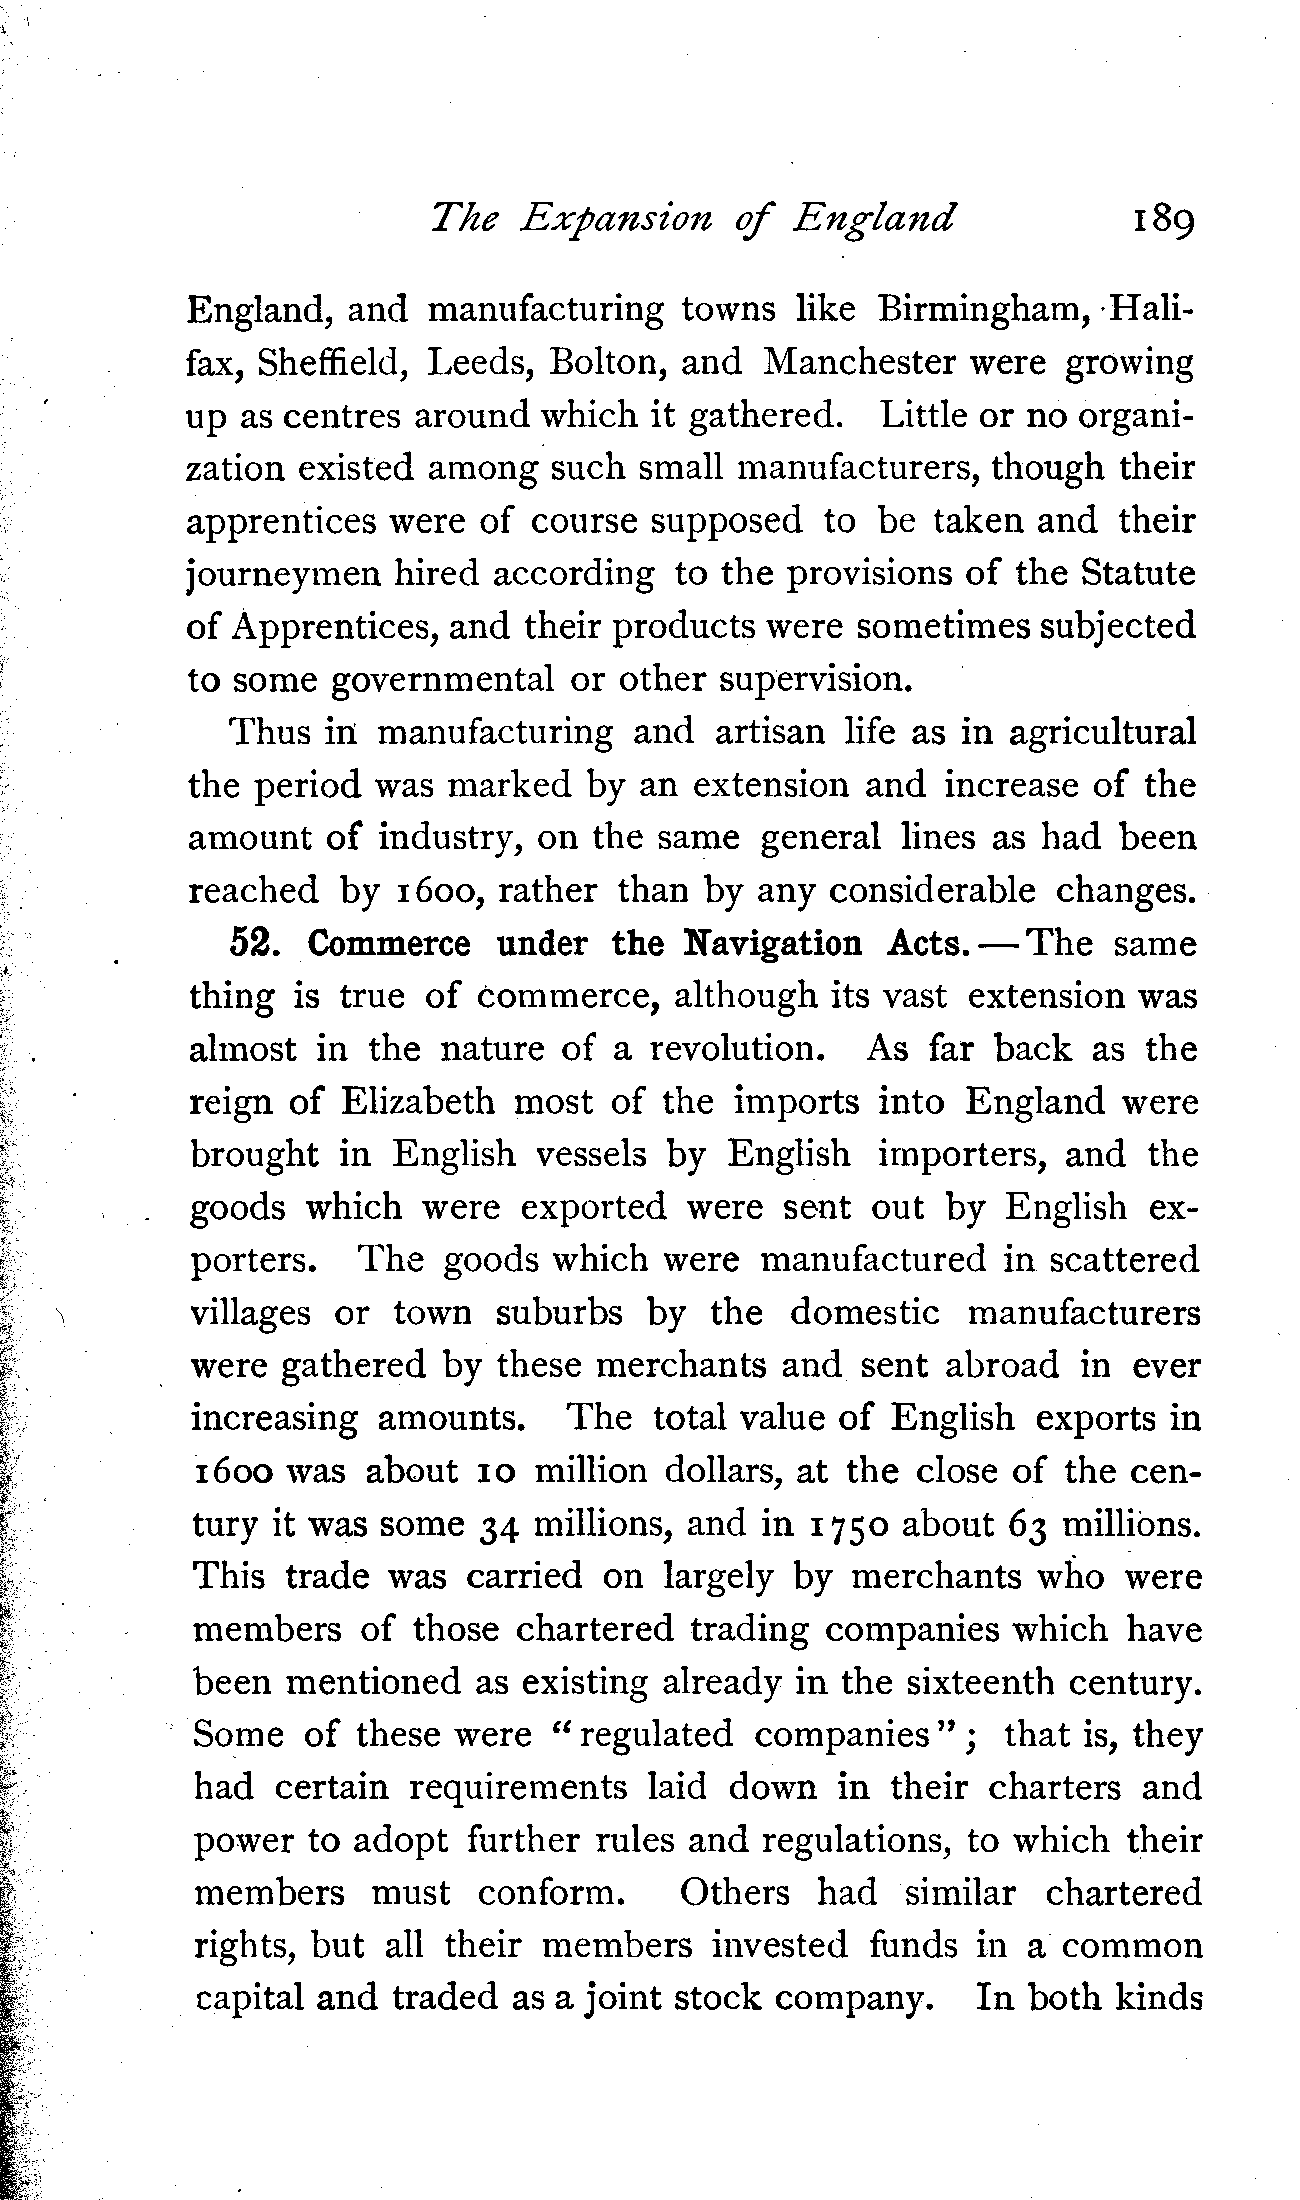 The Expansion of England 189
England, and manufacturing towns like Birmingham, Hali-
fax, Sheffield, Leeds, Bolton, and Manchester were growing
up as centres around which it gathered. Little or no organi-
zation existed among such small manufacturers, though their
apprentices were of course supposed to be taken and their
journeymen hired according to the provisions of the Statute
of Apprentices, and their products were sometimes subjected
to some governmental or other supervision.
Thus in manufacturing and artisan life as in agricultural
the period was marked by an extension and increase of the
amount of industry, on the same general lines as had been
reached by 1600, rather than by any considerable changes.
52. Commerce under the Navigation Acts. — The same
thing is true of commerce, although its vast extension was
almost in the nature of a revolution. As far back as the
reign of Elizabeth most of the imports into England were
brought in English vessels by English importers, and the
goods which were exported were sent out by English ex-
porters. The goods which were manufactured in scattered
villages or town suburbs by the domestic manufacturers
were gathered by these merchants and sent abroad in ever
increasing amounts. The total value of English exports in
1600 was about 10 million dollars, at the close of the cen-
tury it was some 34 millions, and in 1750 about 63 millions.
This trade was carried on largely by merchants who were
members of those chartered trading companies which have
been mentioned as existing already in the sixteenth century.
Some of these were "regulated companies"; that is, they
had certain requirements laid down in their charters and
power to adopt further rules and regulations, to which their
members must conform. Others had similar chartered
rights, but all their members invested funds in a common
capital and traded as a joint stock company. In both kinds